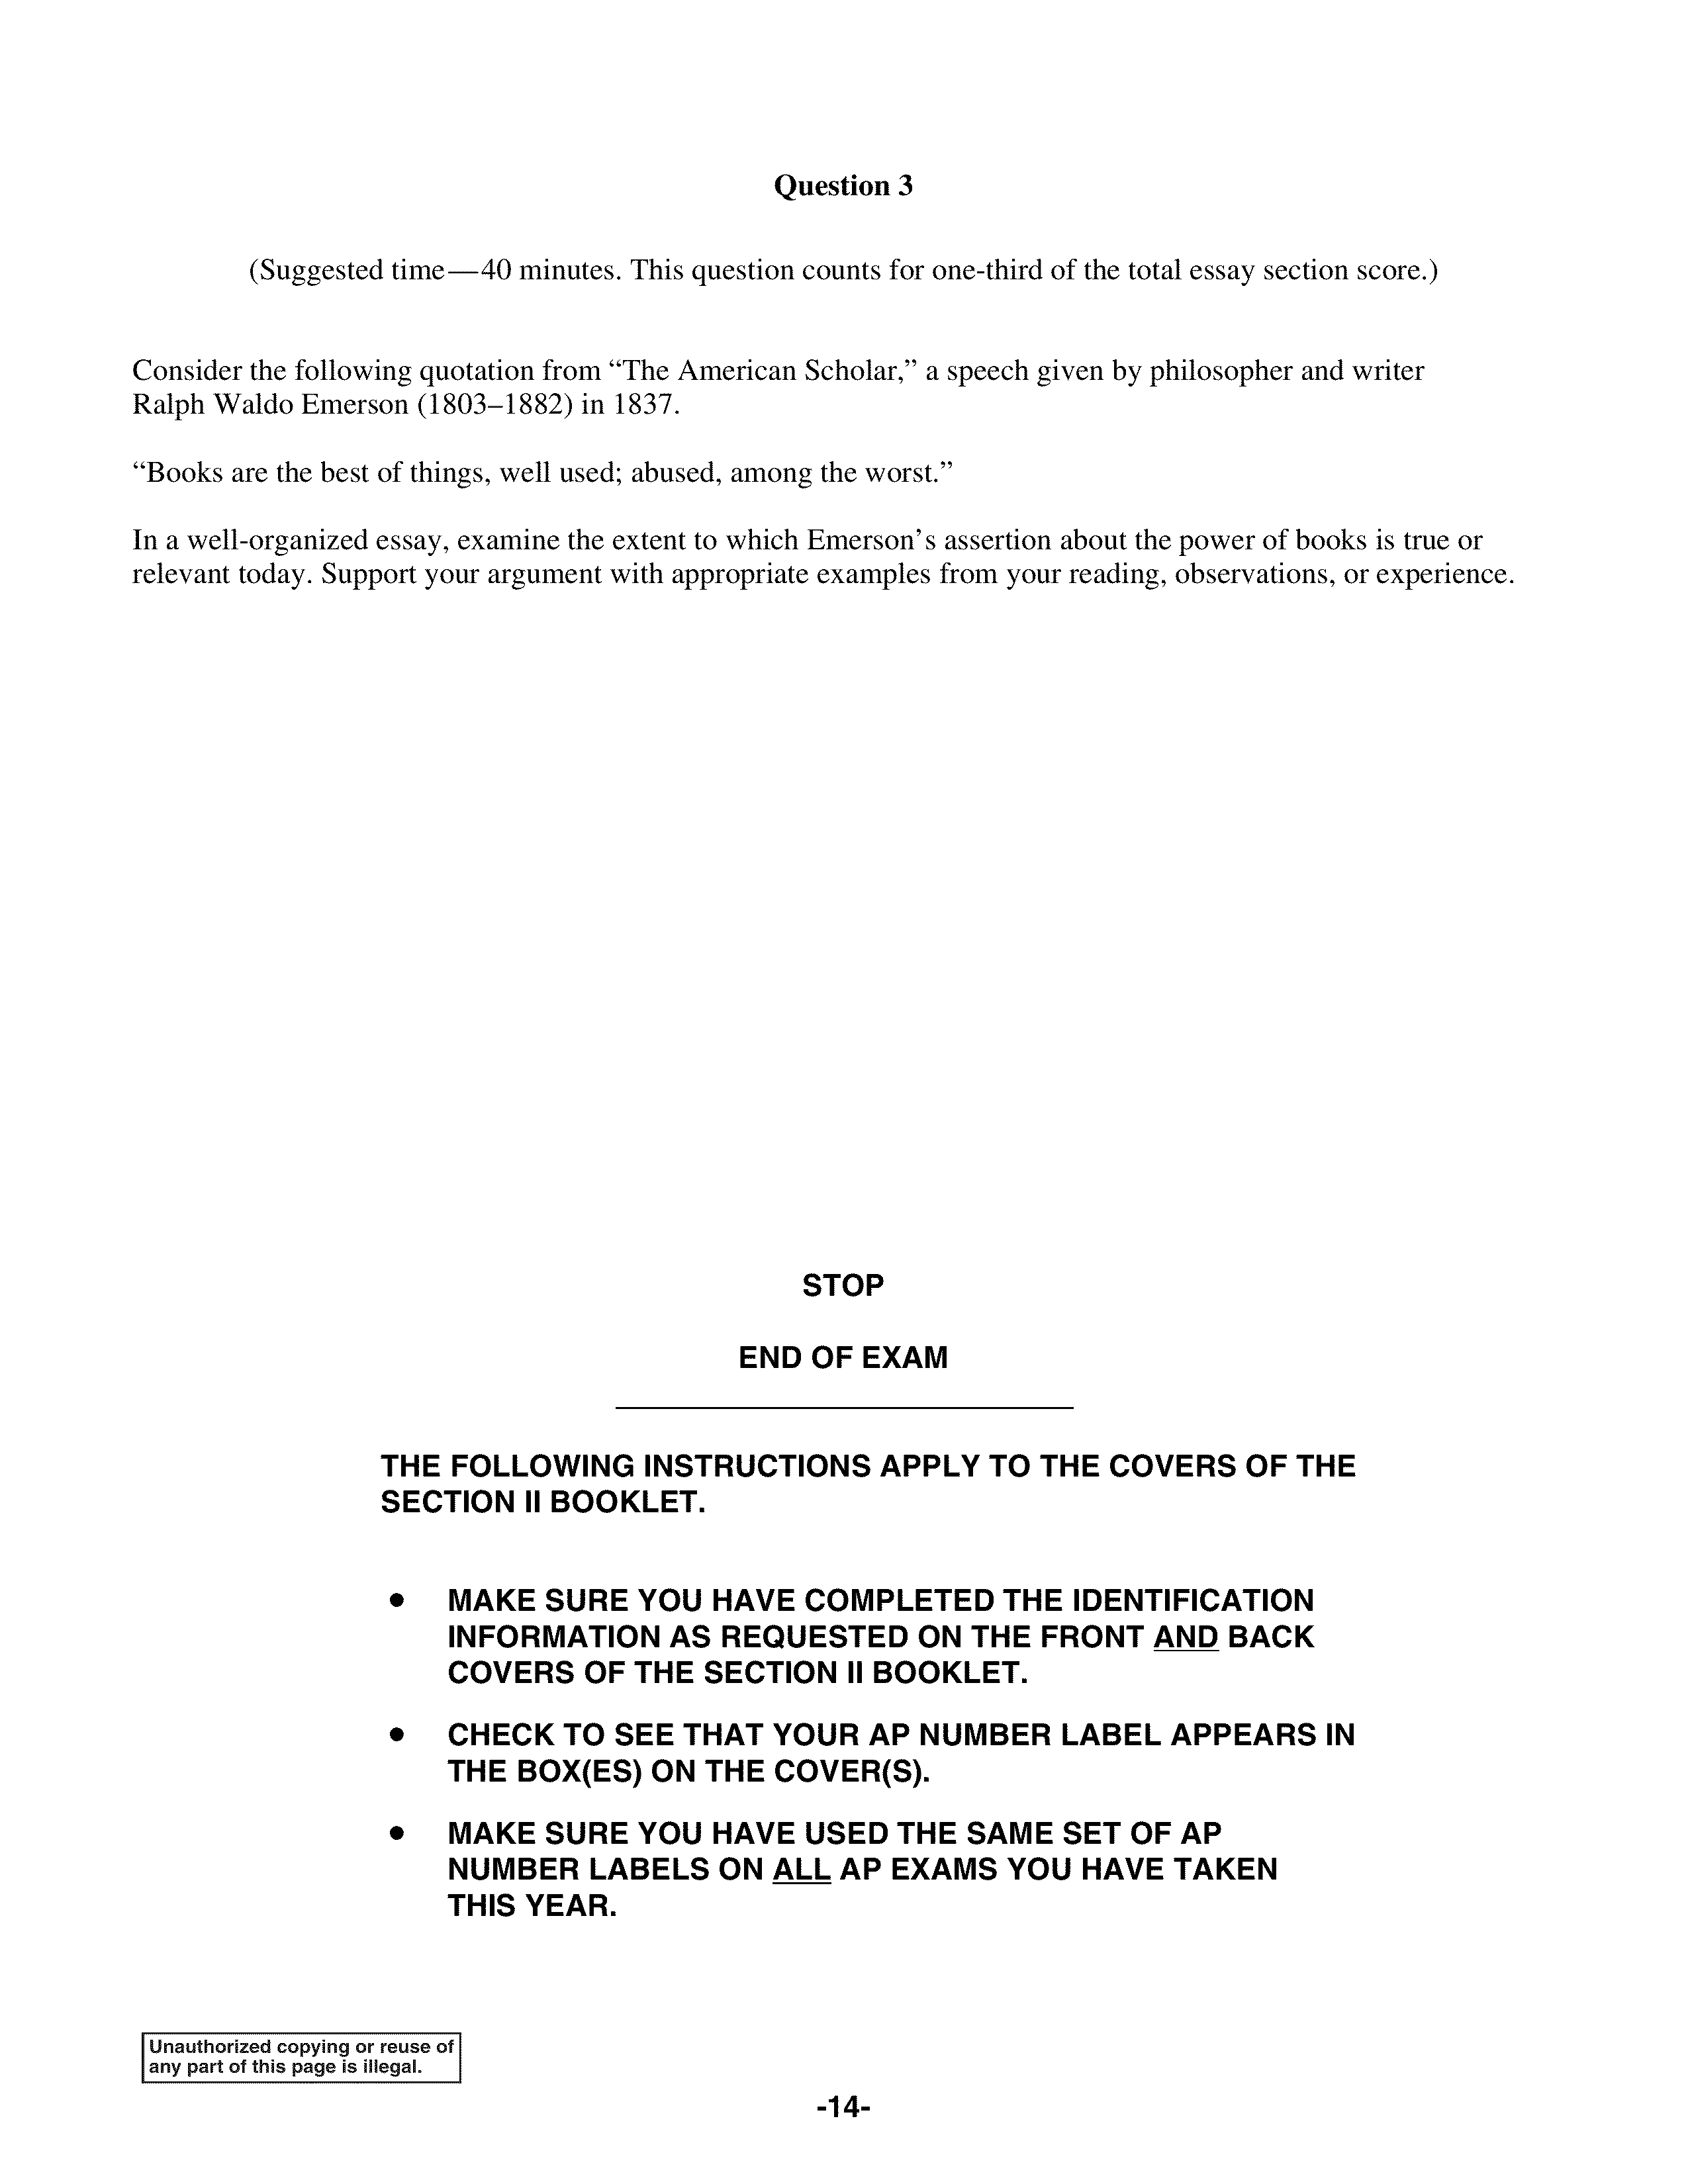 Question 3
(Suggested time—40 minutes. This question counts for one-third of the total essay section score.)
Consider the following quotation from “The American Scholar,” a speech given by philosopher and writer
Ralph Waldo Emerson (1803–1882) in 1837.
“Books are the best of things, well used; abused, among the worst.”
In a well-organized essay, examine the extent to which Emerson’s assertion about the power of books is true or
relevant today. Support your argument with appropriate examples from your reading, observations, or experience.
STOP
END OF EXAM
THE FOLLOWING INSTRUCTIONS APPLY TO THE COVERS OF THE
SECTION II BOOKLET.
• MAKE SURE YOU HAVE COMPLETED THE IDENTIFICATION
INFORMATION AS REQUESTED ON THE FRONT AND BACK
COVERS OF THE SECTION II BOOKLET.
• CHECK TO SEE THAT YOUR AP NUMBER LABEL APPEARS IN
THE BOX(ES) ON THE COVER(S).
• MAKE SURE YOU HAVE USED THE SAME SET OF AP
NUMBER LABELS ON ALL AP EXAMS YOU HAVE TAKEN
THIS YEAR.
Unauthorized copying or reuse of
any part of this page is illegal.
-14-